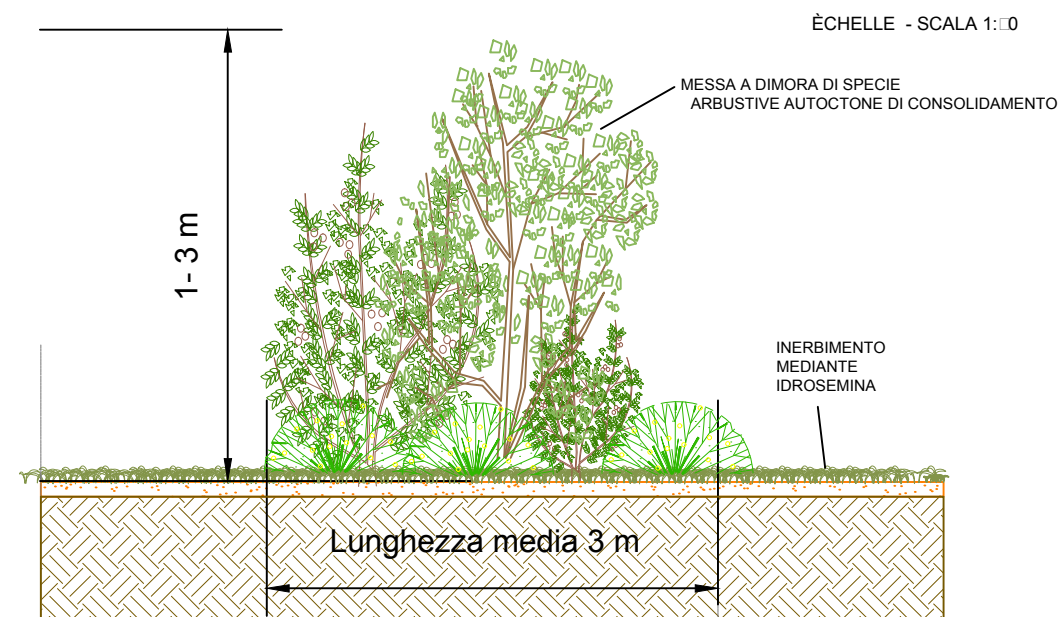 ÈCHELLE - SCALA 1:□0
MESSA A DIMORA DI SPECIE
ARBUSTIVE AUTOCTONE DI CONSOLIDAMENTO
1- 3 m
INERBIMENTO
MEDIANTE
IDROSEMINA
Lunghezza media 3 m